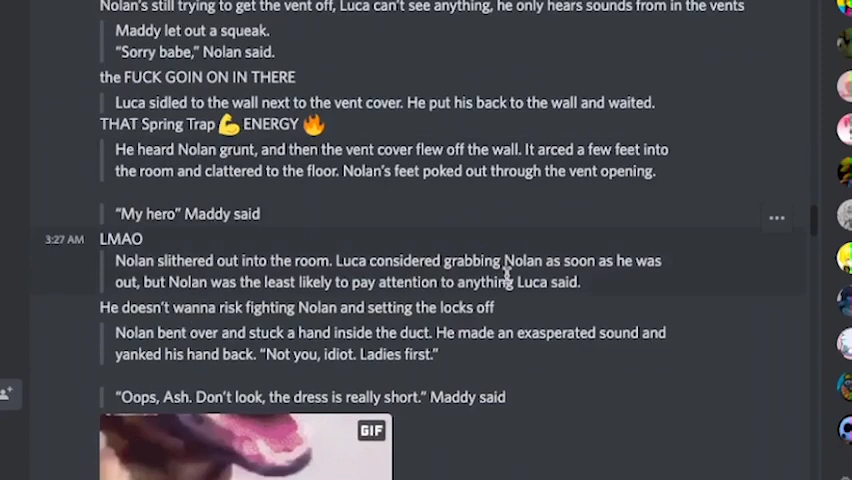 Nolan's still trying to get the vent off, Luca can't see anything, he only hears sounds from in the vents
Maddy let out a squeak.
“Sorry babe,” Nolan said.
the FUCK GOIN ON IN THERE
Luca sidled to the wall next to the vent cover. He put his back to the wall and waited.
THAT Spring Trap 💪 ENERGY 🔥
He heard Nolan grunt, and then the vent cover flew off the wall. It arced a few feet into
the room and clattered to the floor. Nolan’s feet poked out through the vent opening.
“My hero” Maddy said
3:27 AM LMAO
Nolan slithered out into the room. Luca considered grabbing Nolan as soon as he was
out, but Nolan was the least likely to pay attention to anything Luca said.
He doesn't wanna risk fighting Nolan and setting the locks off
Nolan bent over and stuck a hand inside the duct. He made an exasperated sound and
yanked his hand back. “Not you, idiot. Ladies first.”
“Oops, Ash. Don’t look, the dress is really short.” Maddy said
GIF